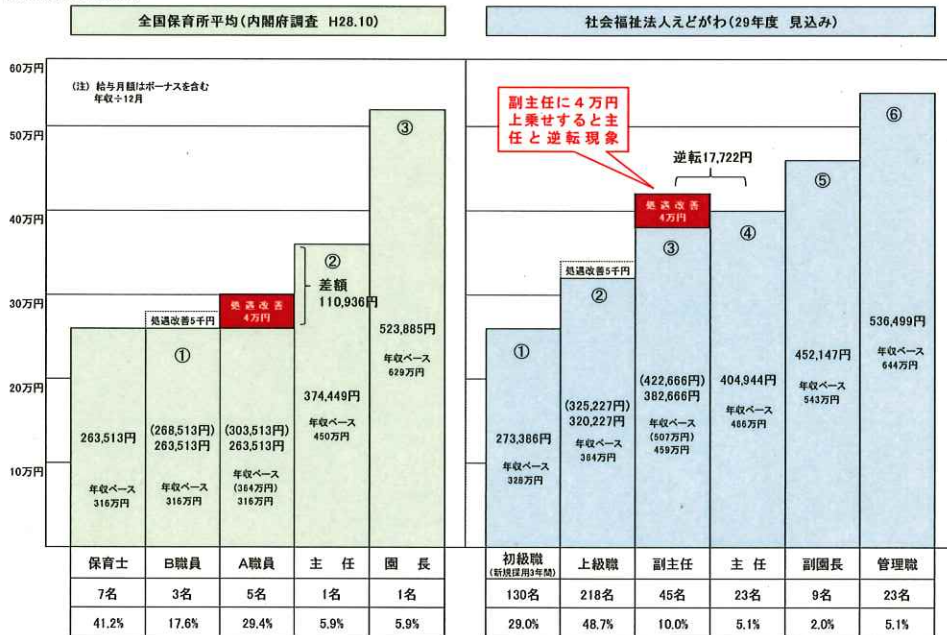 全国保育所平均(内閣府調査 H28.10)
社会福祉法人えどがわ(29年度 見込み)
60万円
50万円
40万円
30万円
20万円
10万円
(注) 給与月額はボーナスを含む
年収÷12月
263,513円
年収ベース
316万円
処遇改善5千円
①
(268,513円)
263,513円
年収ベース
316万円
処遇改善
4万円
(303,513円)
263,513円
年収ベース
(364万円)
316万円
②
差額
110,936円
374,449円
年収ベース
450万円
③
523,885円
年収ベース
629万円
副主任に4万円
上乗せすると主
任と逆転現象
逆転17,722円
①
273,386円
年収ベース
328万円
処遇改善5千円
②
(325,227円)
320,227円
年収ベース
384万円
処遇改善
4万円
③
(422,666円)
382,666円
年収ベース
(507万円)
459万円
④
404,944円
年収ベース
486万円
⑤
452,147円
年収ベース
543万円
⑥
536,499円
年収ベース
644万円
保育士 B職員 A職員 主 任 園 長
7名 3名 5名 1名 1名
41.2% 17.6% 29.4% 5.9% 5.9%
初級職 上級職 副主任 主 任 副園長 管理職
(新規採用3年間)
130名 218名 45名 23名 9名 23名
29.0% 48.7% 10.0% 5.1% 2.0% 5.1%